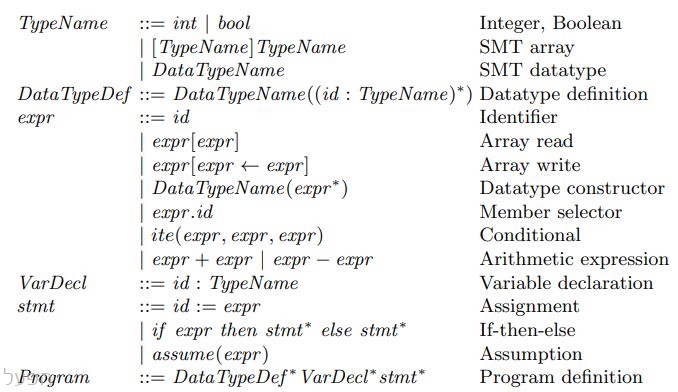 TypeName ::= int | bool Integer, Boolean
| [TypeName]TypeName SMT array
| DataTypeName SMT datatype
DataTypeDef ::= DataTypeName((id : TypeName)*) Datatype definition
expr ::= id Identifier
| expr[expr] Array read
| expr[expr ← expr] Array write
| DataTypeName(expr*) Datatype constructor
| expr.id Member selector
| ite(expr, expr, expr) Conditional
| expr + expr | expr − expr Arithmetic expression
VarDecl ::= id : TypeName Variable declaration
stmt ::= id := expr Assignment
| if expr then stmt* else stmt* If-then-else
| assume(expr) Assumption
Program ::= DataTypeDef*VarDecl*stmt* Program definition